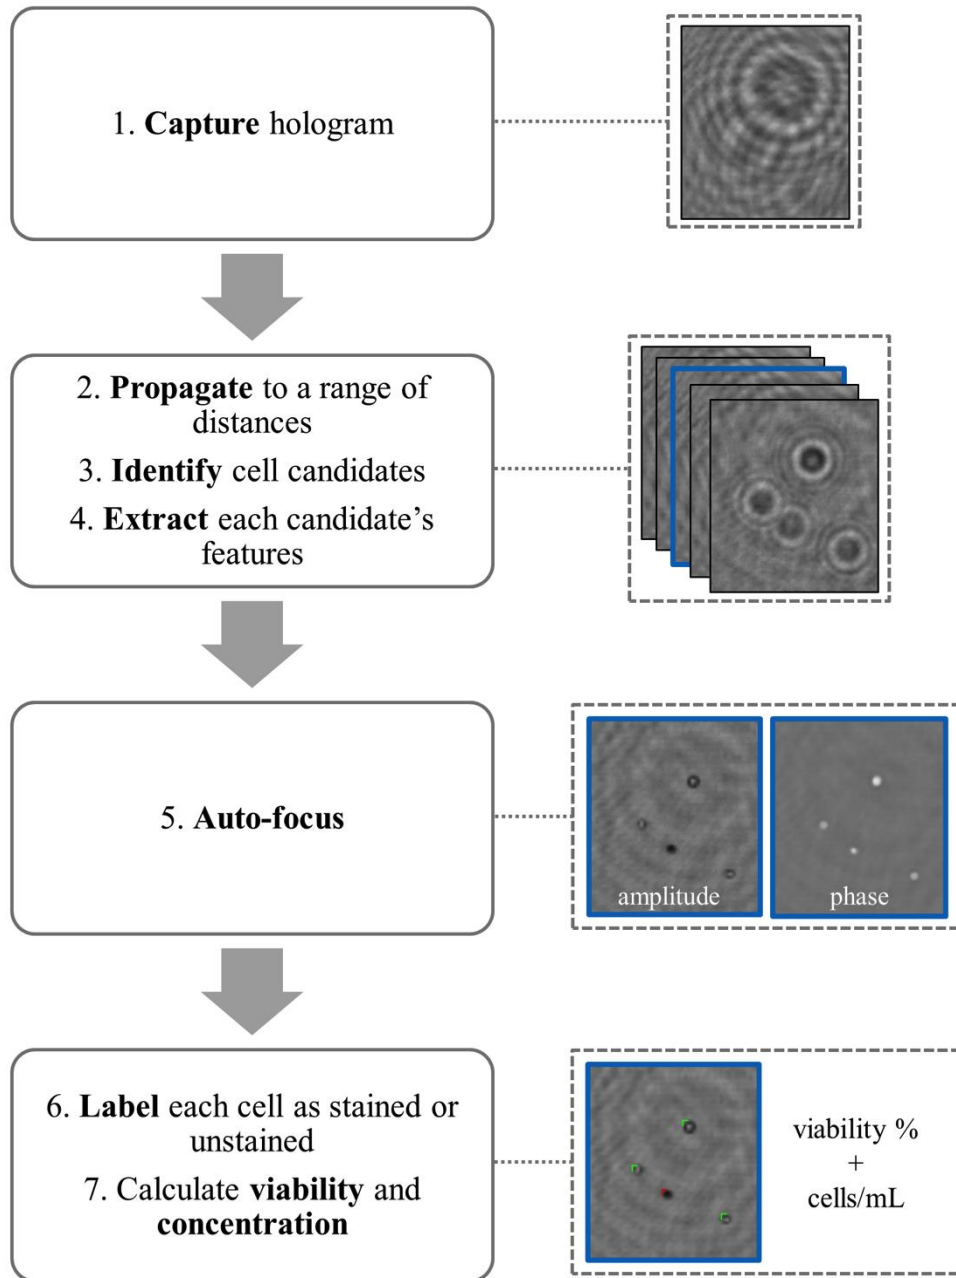 1. Capture hologram
2. Propagate to a range of
distances
3. Identify cell candidates
4. Extract each candidate’s
features
5. Auto-focus
amplitude
phase
6. Label each cell as stained or
unstained
7. Calculate viability and
concentration
viability %
+
cells/mL